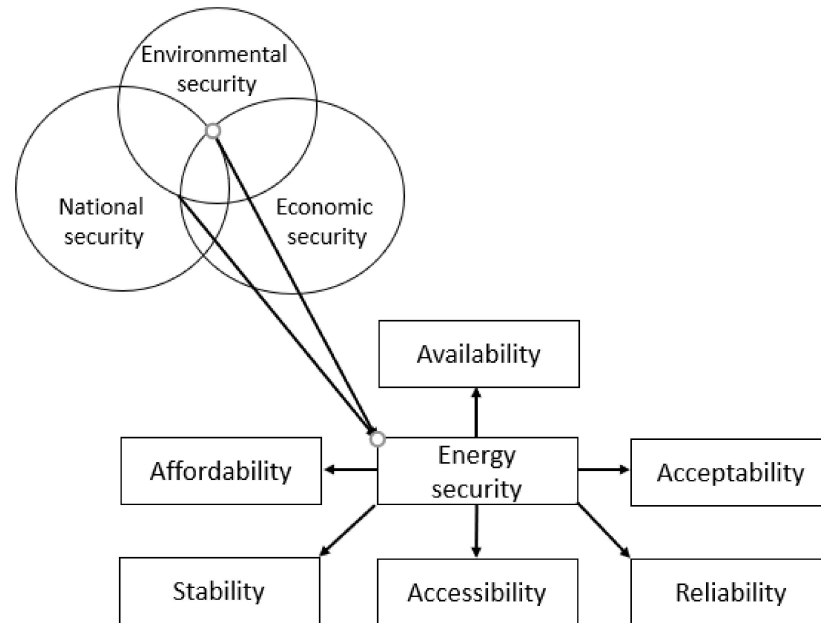 Environmental
security
National
security
Economic
security
Availability
Affordability
Energy
security
Acceptability
Stability
Accessibility
Reliability